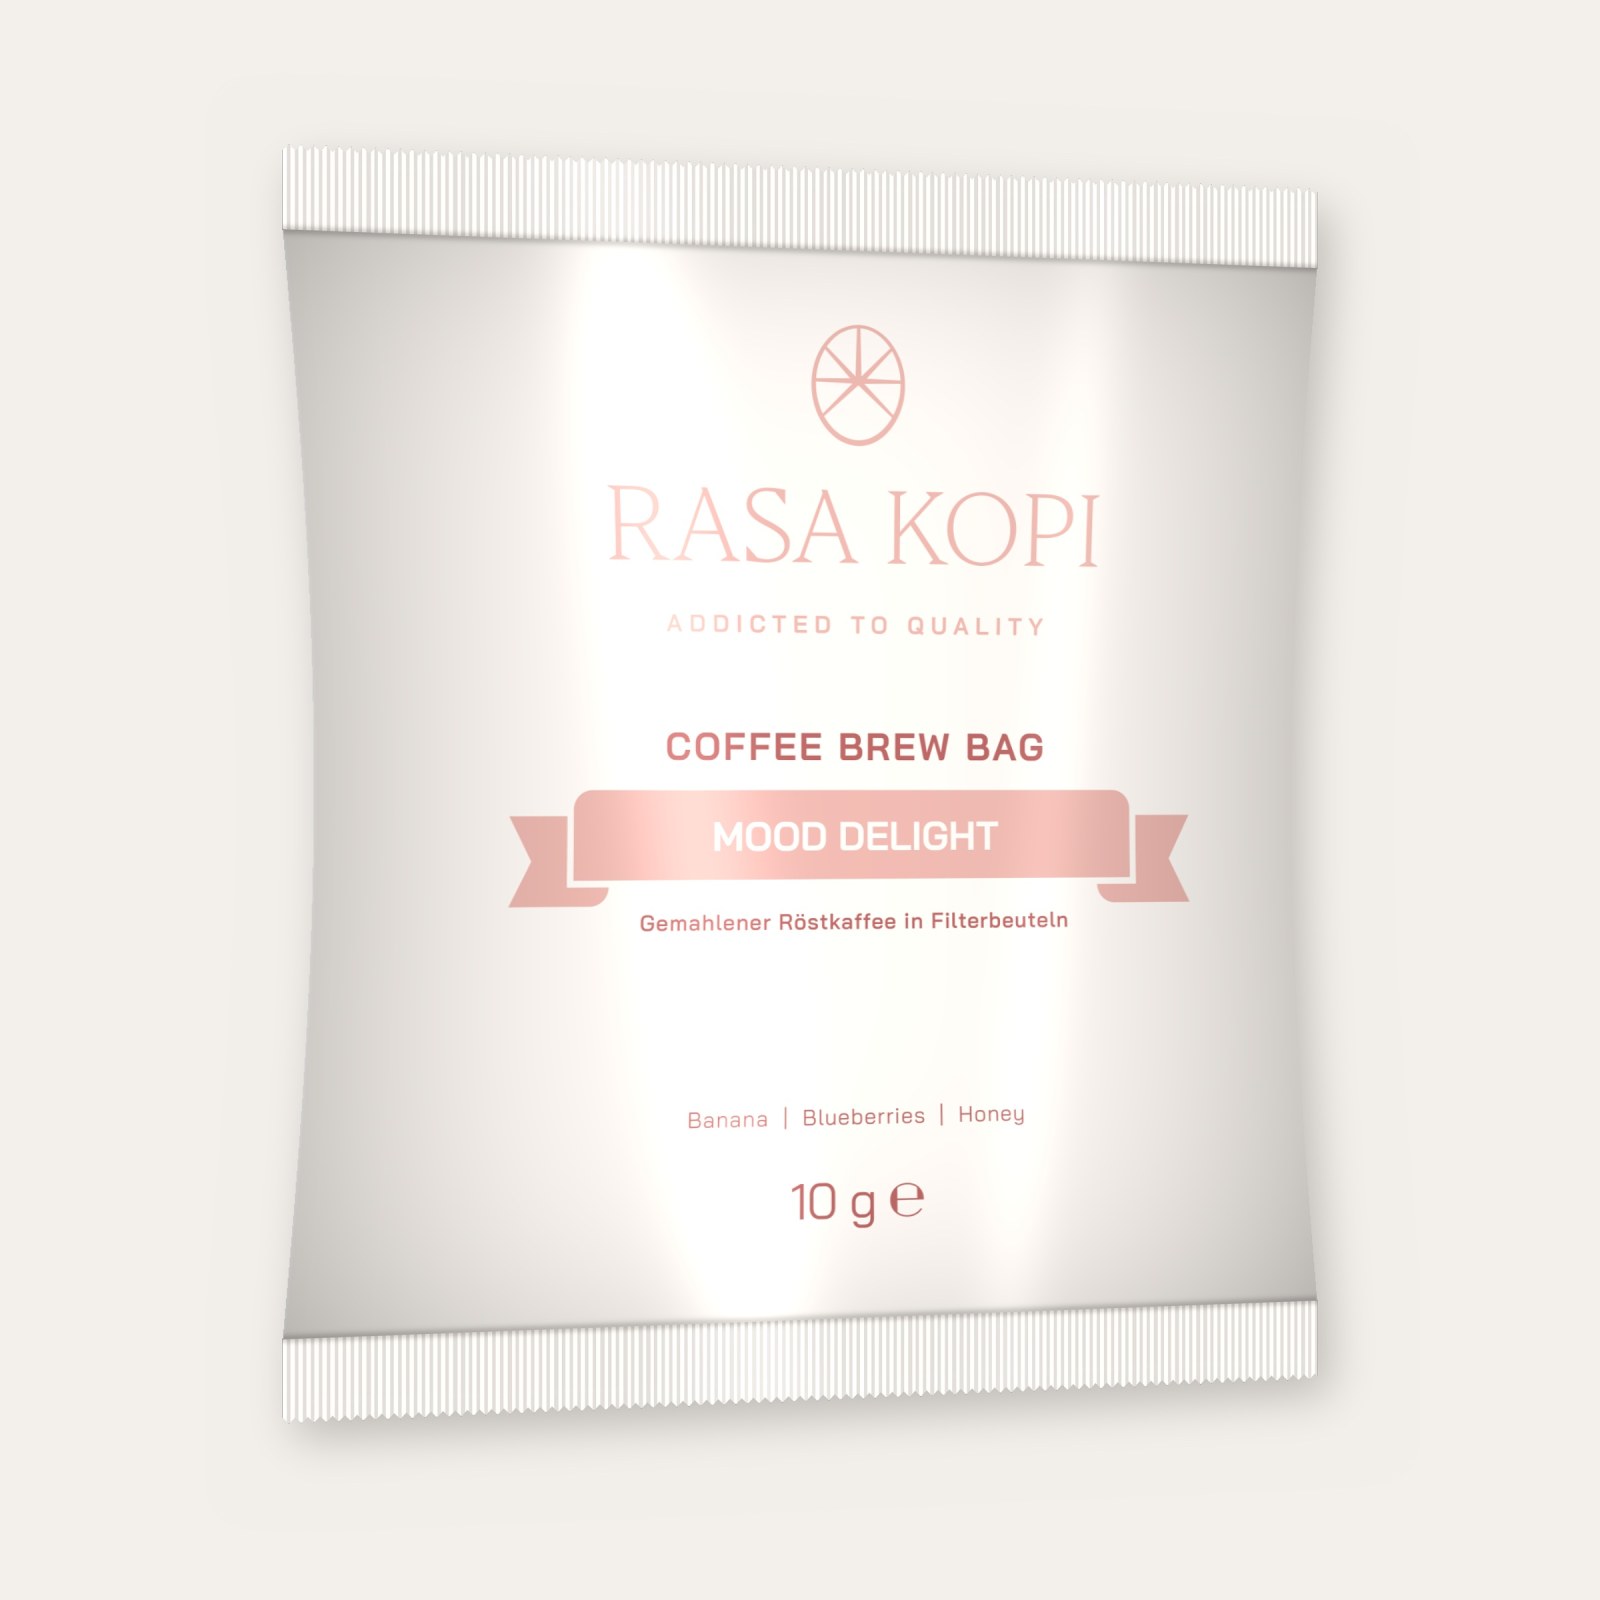 RASA KOPI
ADDICTED TO QUALITY
COFFEE BREW BAG
MOOD DELIGHT
Gemahlener Röstkaffee in Filterbeuteln
Banana | Blueberries | Honey
10 g ℮